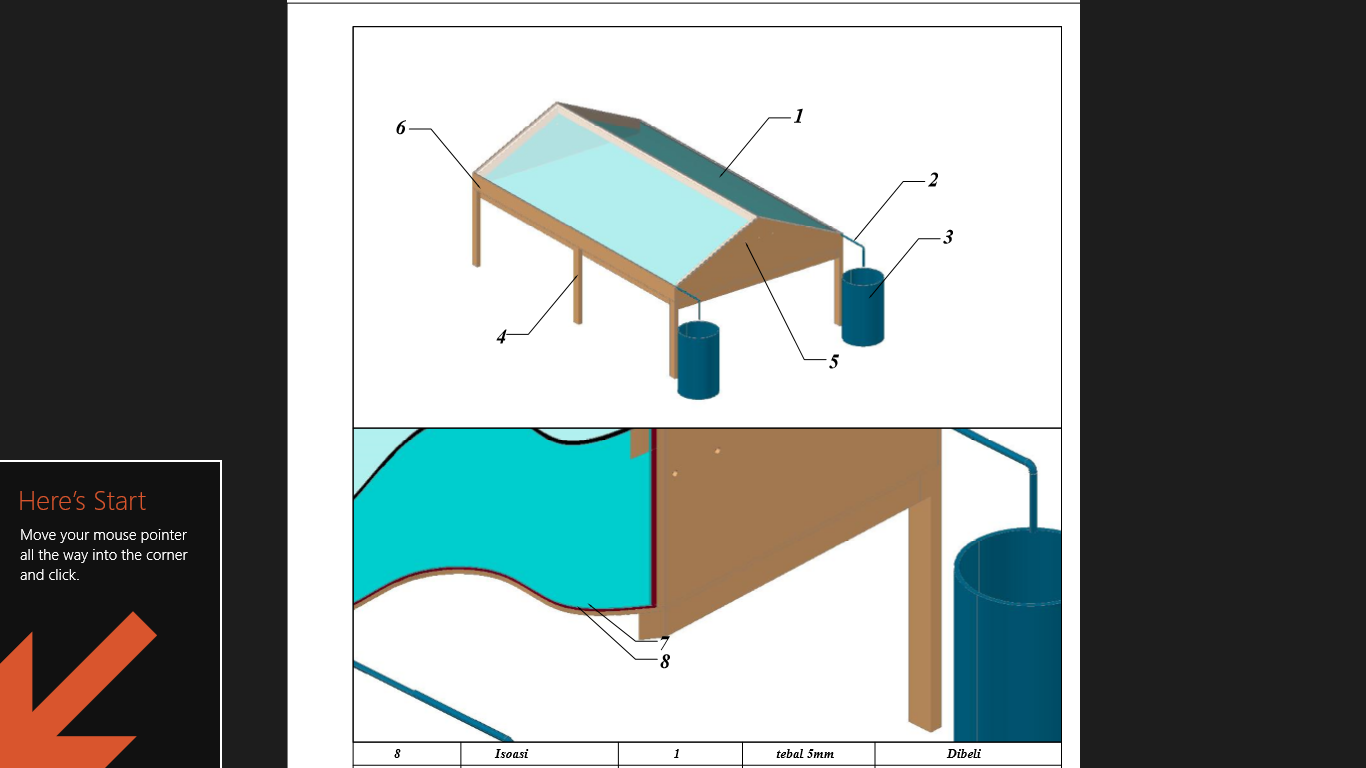 1
6
2
3
4
5
Here's Start
Move your mouse pointer
all the way into the corner
and click.
7
8
8 Isoasi 1 tebal 5mm Dibeli